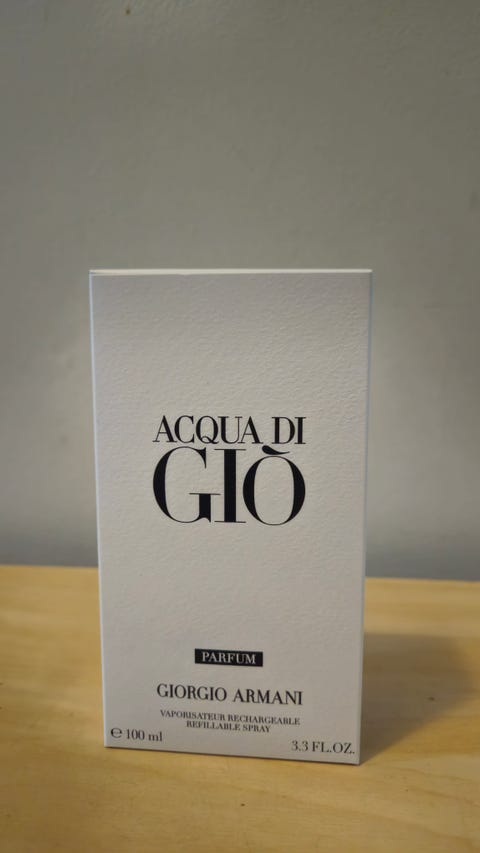 ACQUA DI
GIÒ
PARFUM
GIORGIO ARMANI
VAPORISATEUR RECHARGEABLE
REFILLABLE SPRAY
℮ 100 ml
3.3 FL.OZ.